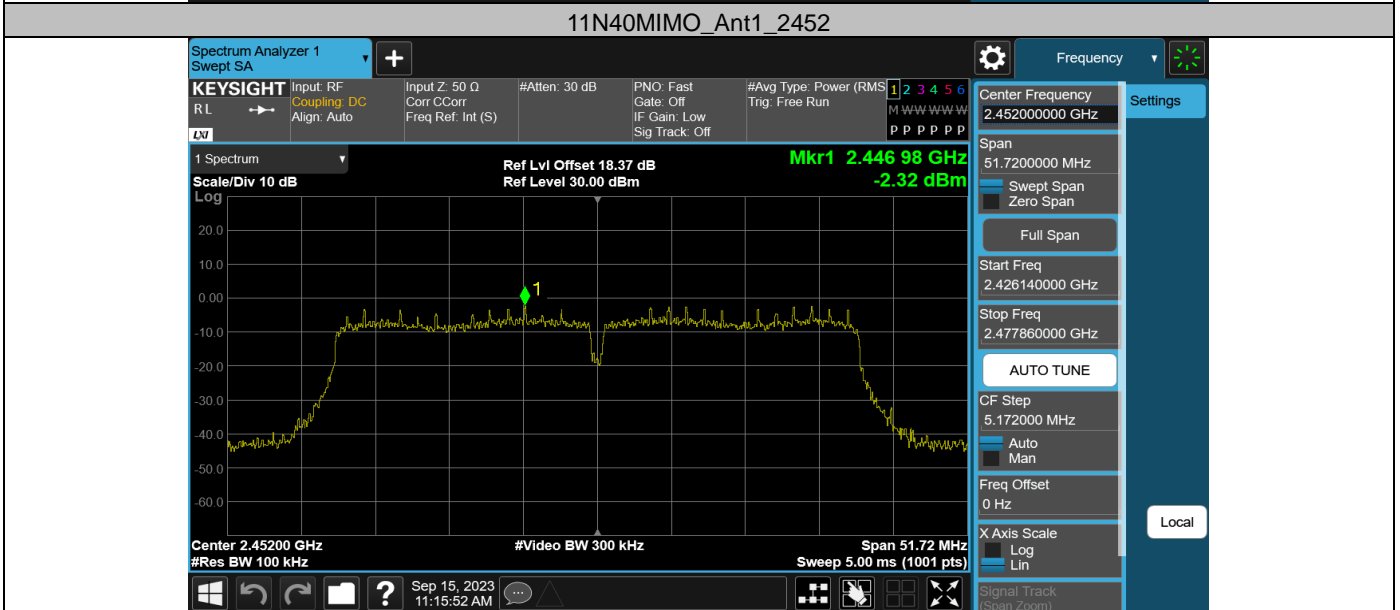 11N40MIMO_Ant1_2452
Spectrum Analyzer 1
Swept SA
Frequency
KEYSIGHT
RL
LXI
Input: RF
Coupling: DC
Align: Auto
Input Z: 50 Ω
Corr CCorr
Freq Ref: Int (S)
#Atten: 30 dB
PNO: Fast
Gate: Off
IF Gain: Low
Sig Track: Off
#Avg Type: Power (RMS
Trig: Free Run
1 2 3 4 5 6
M W W W W W
P P P P P P
1 Spectrum
Scale/Div 10 dB
Log
Ref Lvl Offset 18.37 dB
Ref Level 30.00 dBm
Mkr1 2.446 98 GHz
-2.32 dBm
1
20.0
10.0
0.00
-10.0
-20.0
-30.0
-40.0
-50.0
-60.0
Center 2.45200 GHz
#Res BW 100 kHz
#Video BW 300 kHz
Span 51.72 MHz
Sweep 5.00 ms (1001 pts)
Center Frequency
2.452000000 GHz
Settings
Span
51.7200000 MHz
Swept Span
Zero Span
Full Span
Start Freq
2.426140000 GHz
Stop Freq
2.477860000 GHz
AUTO TUNE
CF Step
5.172000 MHz
Auto
Man
Freq Offset
0 Hz
X Axis Scale
Log
Lin
Signal Track
(Span Zoom)
Local
?
Sep 15, 2023
11:15:52 AM